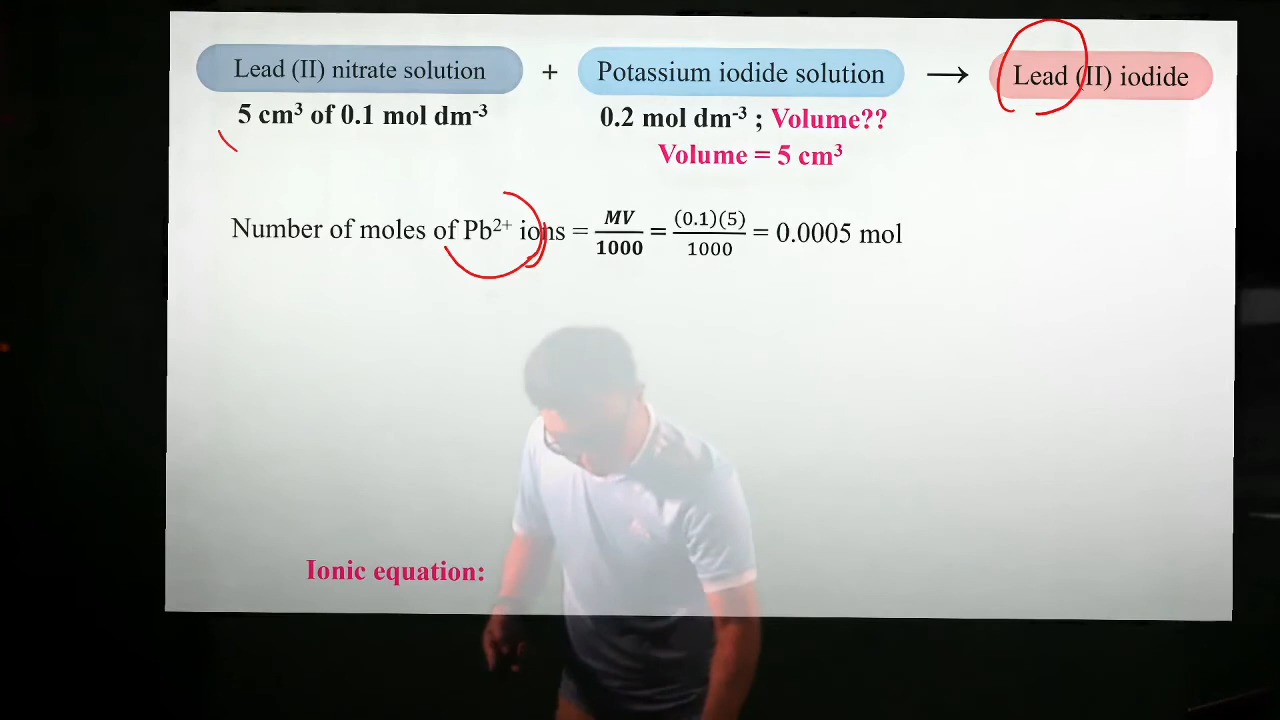 Lead (II) nitrate solution + Potassium iodide solution → Lead (II) iodide
5 cm³ of 0.1 mol dm⁻³
0.2 mol dm⁻³ ; Volume??
Volume = 5 cm³
Number of moles of Pb²⁺ ions = MV/1000 = (0.1)(5)/1000 = 0.0005 mol
Ionic equation: